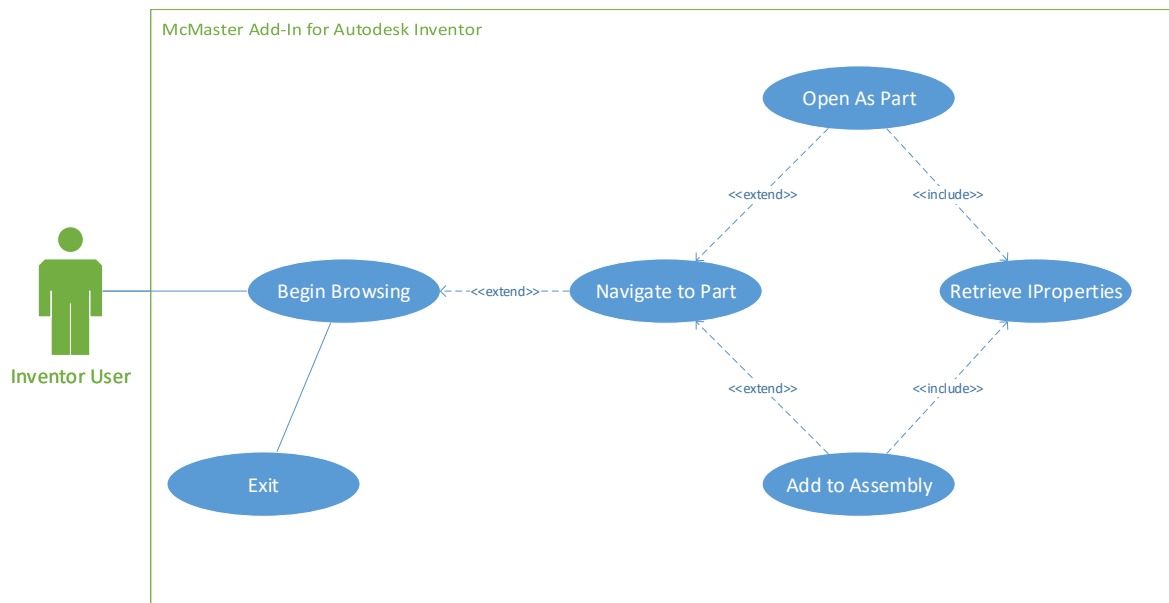 McMaster Add-In for Autodesk Inventor
Open As Part
<<extend>>
<<include>>
Begin Browsing
<<extend>>
Navigate to Part
Retrieve IProperties
Inventor User
<<extend>>
<<include>>
Exit
Add to Assembly